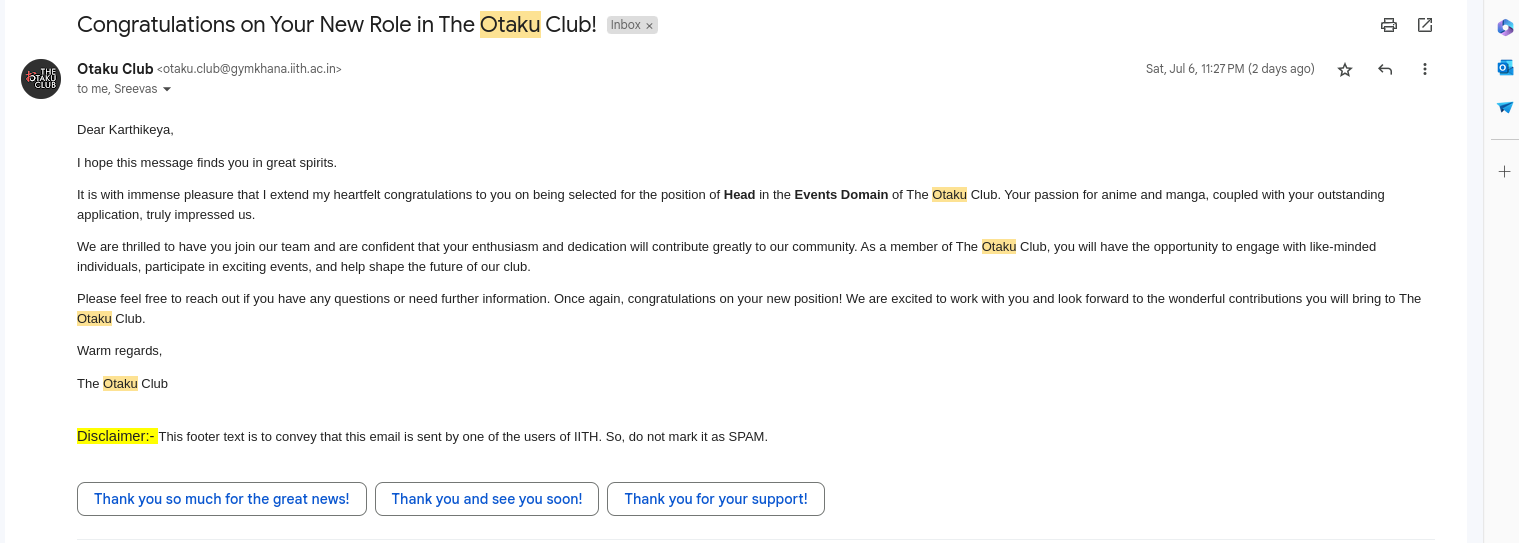 Congratulations on Your New Role in The Otaku Club! Inbox ×
THE
OTAKU
CLUB
Otaku Club <otaku.club@gymkhana.iith.ac.in>
Sat, Jul 6, 11:27 PM (2 days ago)
to me, Sreevas
Dear Karthikeya,
I hope this message finds you in great spirits.
It is with immense pleasure that I extend my heartfelt congratulations to you on being selected for the position of Head in the Events Domain of The Otaku Club. Your passion for anime and manga, coupled with your outstanding
application, truly impressed us.
We are thrilled to have you join our team and are confident that your enthusiasm and dedication will contribute greatly to our community. As a member of The Otaku Club, you will have the opportunity to engage with like-minded
individuals, participate in exciting events, and help shape the future of our club.
Please feel free to reach out if you have any questions or need further information. Once again, congratulations on your new position! We are excited to work with you and look forward to the wonderful contributions you will bring to The
Otaku Club.
Warm regards,
The Otaku Club
Disclaimer:- This footer text is to convey that this email is sent by one of the users of IITH. So, do not mark it as SPAM.
Thank you so much for the great news! Thank you and see you soon! Thank you for your support!